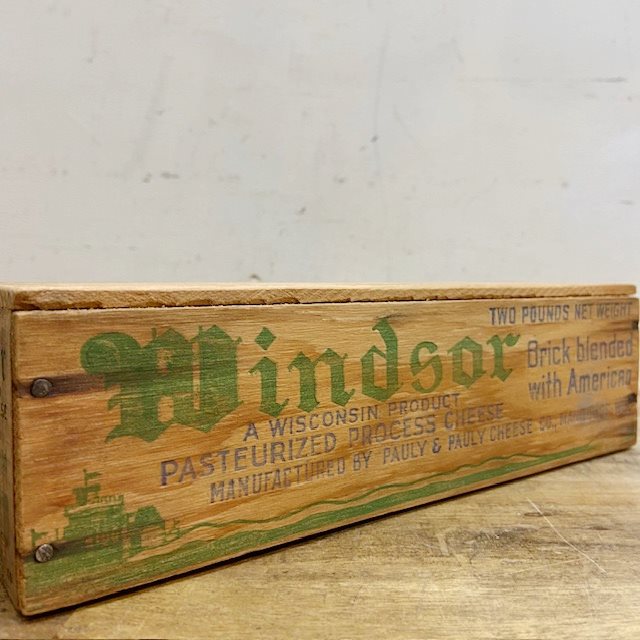 TWO POUNDS NET WEIGHT
Windsor
Brick blended
with American
A WISCONSIN PRODUCT
PASTEURIZED PROCESS CHEESE
MANUFACTURED BY PAULY & PAULY CHEESE CO.,